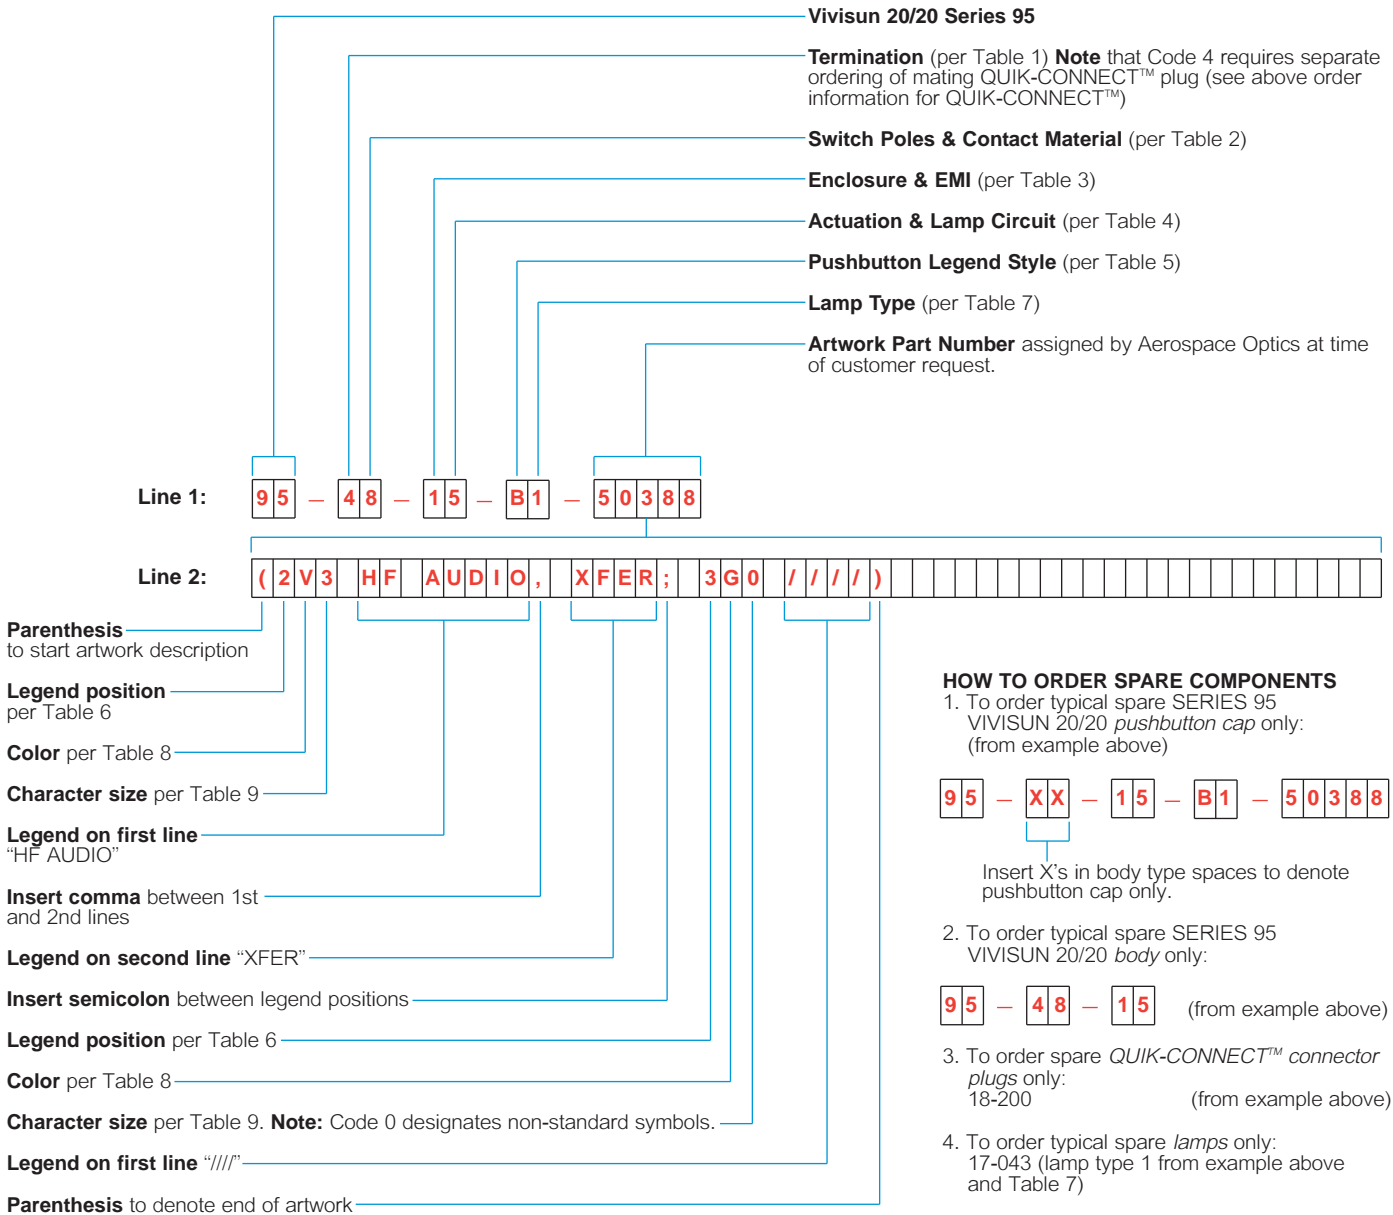 Vivisun 20/20 Series 95
Termination (per Table 1) Note that Code 4 requires separate
ordering of mating QUIK-CONNECT™ plug (see above order
information for QUIK-CONNECT™)
Switch Poles & Contact Material (per Table 2)
Enclosure & EMI (per Table 3)
Actuation & Lamp Circuit (per Table 4)
Pushbutton Legend Style (per Table 5)
Lamp Type (per Table 7)
Artwork Part Number assigned by Aerospace Optics at time
of customer request.
Line 1: 95 – 48 – 15 – B1 – 50388
Line 2: (2V3 HF AUDIO, XFER; 3G0 ////)
Parenthesis
to start artwork description
Legend position
per Table 6
Color per Table 8
Character size per Table 9
Legend on first line
“HF AUDIO”
Insert comma between 1st
and 2nd lines
Legend on second line “XFER”
Insert semicolon between legend positions
Legend position per Table 6
Color per Table 8
Character size per Table 9. Note: Code 0 designates non-standard symbols.
Legend on first line “////”
Parenthesis to denote end of artwork
HOW TO ORDER SPARE COMPONENTS
1. To order typical spare SERIES 95
VIVISUN 20/20 pushbutton cap only:
(from example above)
95 – XX – 15 – B1 – 50388
Insert X's in body type spaces to denote
pushbutton cap only.
2. To order typical spare SERIES 95
VIVISUN 20/20 body only:
95 – 48 – 15 (from example above)
3. To order spare QUIK-CONNECT™ connector
plugs only:
18-200 (from example above)
4. To order typical spare lamps only:
17-043 (lamp type 1 from example above
and Table 7)